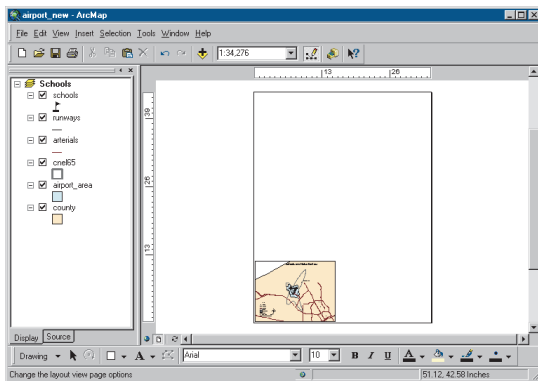 airport_new - ArcMap
File Edit View Insert Selection Tools Window Help
1:34,276
13 26
Schools
schools
runways
arterials
cnel65
airport_area
county
39
26
13
Display Source
Drawing A Arial 10 B I U A
Change the layout view page options 51.12, 42.58 Inches